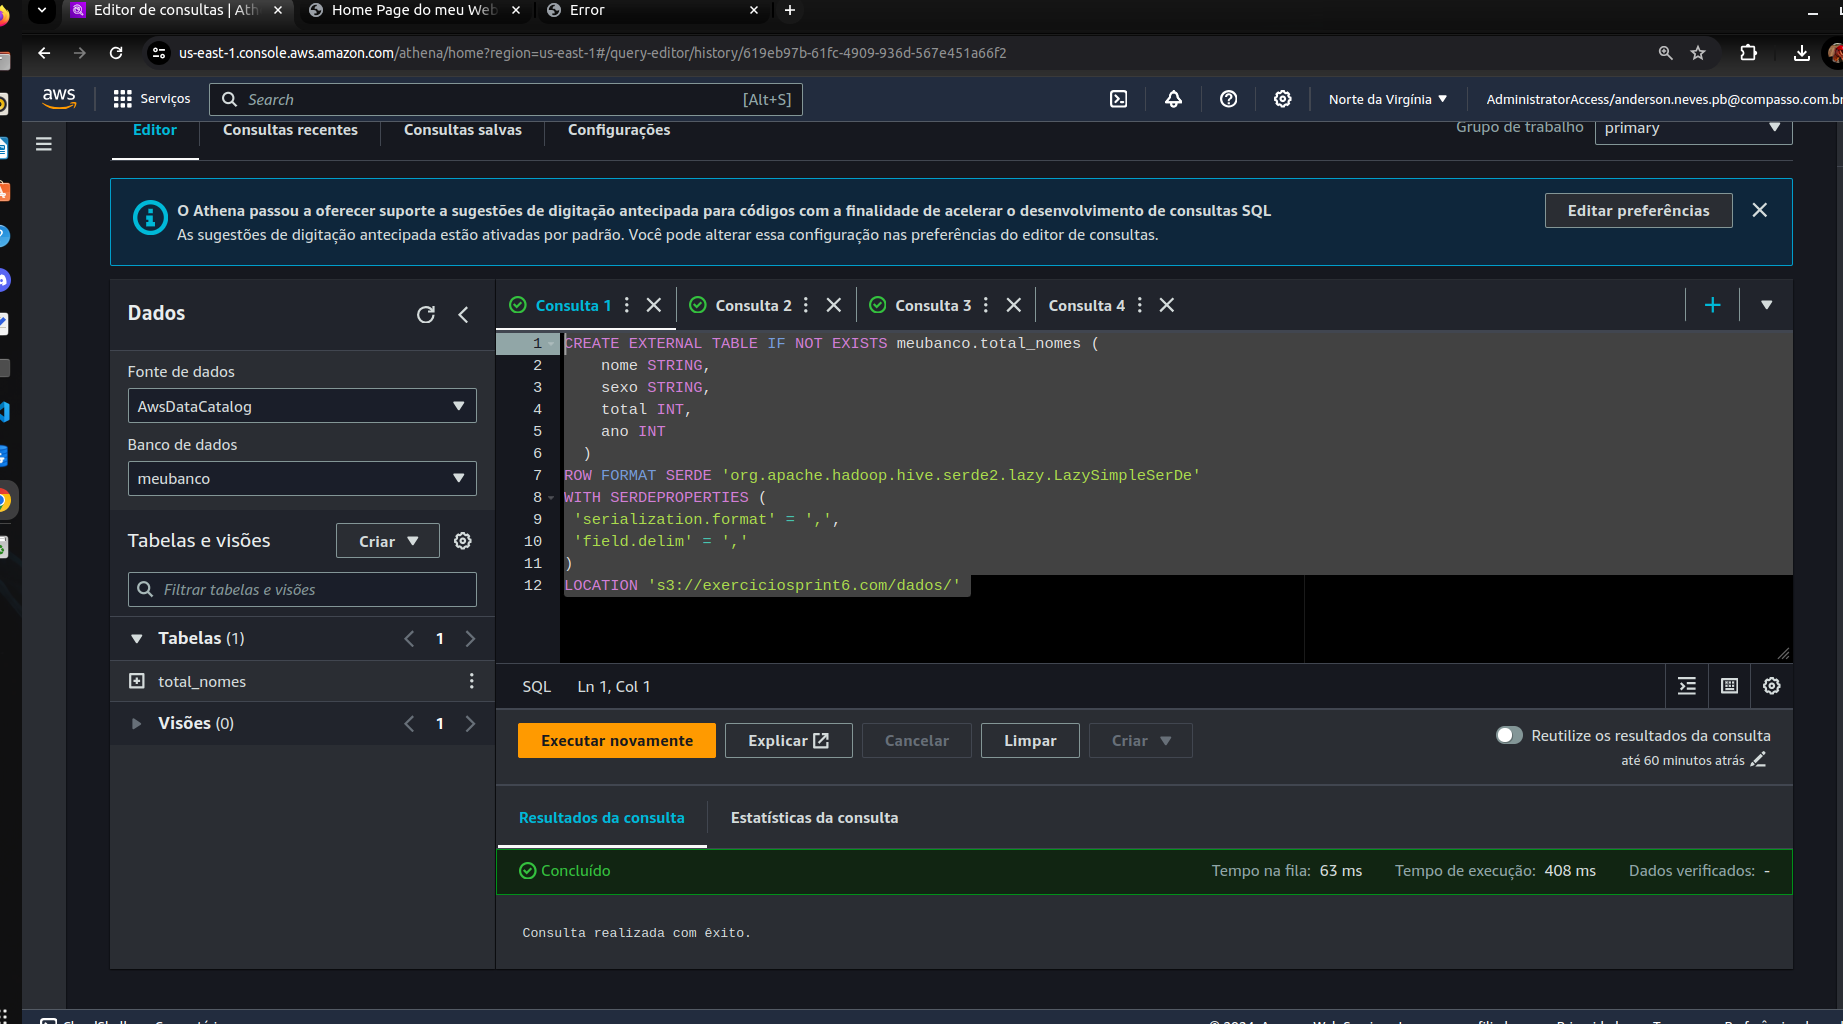 Editor de consultas | Ath
Home Page do meu Web
Error
us-east-1.console.aws.amazon.com/athena/home?region=us-east-1#/query-editor/history/619eb97b-61fc-4909-936d-567e451a66f2
aws
Serviços
Search
[Alt+S]
Norte da Virgínia
AdministratorAccess/anderson.neves.pb@compasso.com.br
Editor
Consultas recentes
Consultas salvas
Configurações
Grupo de trabalho
primary
O Athena passou a oferecer suporte a sugestões de digitação antecipada para códigos com a finalidade de acelerar o desenvolvimento de consultas SQL
As sugestões de digitação antecipada estão ativadas por padrão. Você pode alterar essa configuração nas preferências do editor de consultas.
Editar preferências
Dados
Fonte de dados
AwsDataCatalog
Banco de dados
meubanco
Tabelas e visões
Criar
Filtrar tabelas e visões
Tabelas (1)
1
total_nomes
Visões (0)
1
Consulta 1
Consulta 2
Consulta 3
Consulta 4
1 CREATE EXTERNAL TABLE IF NOT EXISTS meubanco.total_nomes (
2 nome STRING,
3 sexo STRING,
4 total INT,
5 ano INT
6 )
7 ROW FORMAT SERDE 'org.apache.hadoop.hive.serde2.lazy.LazySimpleSerDe'
8 WITH SERDEPROPERTIES (
9 'serialization.format' = ',',
10 'field.delim' = ','
11 )
12 LOCATION 's3://exerciciosprint6.com/dados/'
SQL
Ln 1, Col 1
Executar novamente
Explicar
Cancelar
Limpar
Criar
Reutilize os resultados da consulta
até 60 minutos atrás
Resultados da consulta
Estatísticas da consulta
Concluído
Tempo na fila: 63 ms
Tempo de execução: 408 ms
Dados verificados: -
Consulta realizada com êxito.